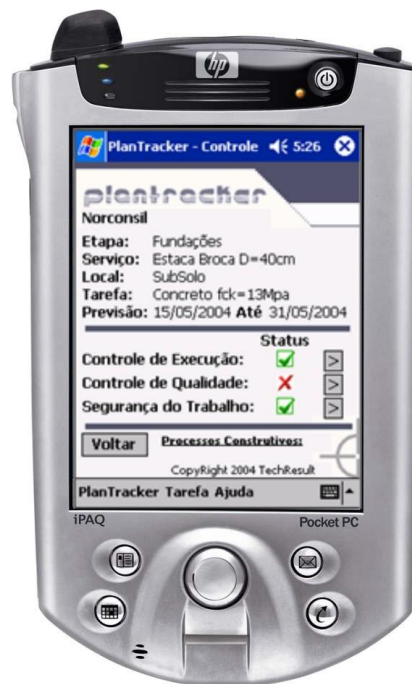 hp
PlanTracker - Controle 5:26
plantracker
Norconsil
Etapa: Fundações
Serviço: Estaca Broca D=40cm
Local: SubSolo
Tarefa: Concreto fck=13Mpa
Previsão: 15/05/2004 Até 31/05/2004
Status
Controle de Execução: >
Controle de Qualidade: >
Segurança do Trabalho: >
Voltar Processos Construtivos:
CopyRight 2004 TechResult
PlanTracker Tarefa Ajuda
iPAQ Pocket PC